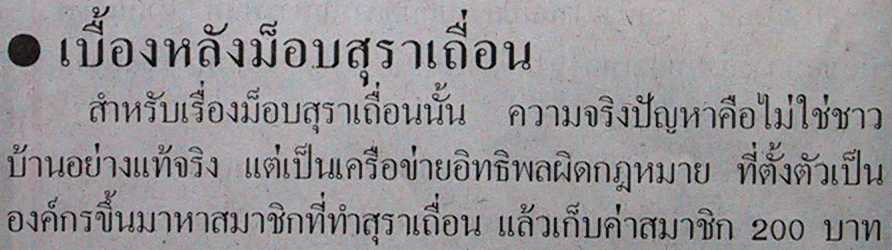 ● เบื้องหลังม็อบสุราเถื่อน
สำหรับเรื่องม็อบสุราเถื่อนนั้น ความจริงปัญหาคือไม่ใช่ชาว
บ้านอย่างแท้จริง แต่เป็นเครือข่ายอิทธิพลผิดกฎหมาย ที่ตั้งตัวเป็น
องค์กรขึ้นมาหาสมาชิกที่ทำสุราเถื่อน แล้วเก็บค่าสมาชิก 200 บาท